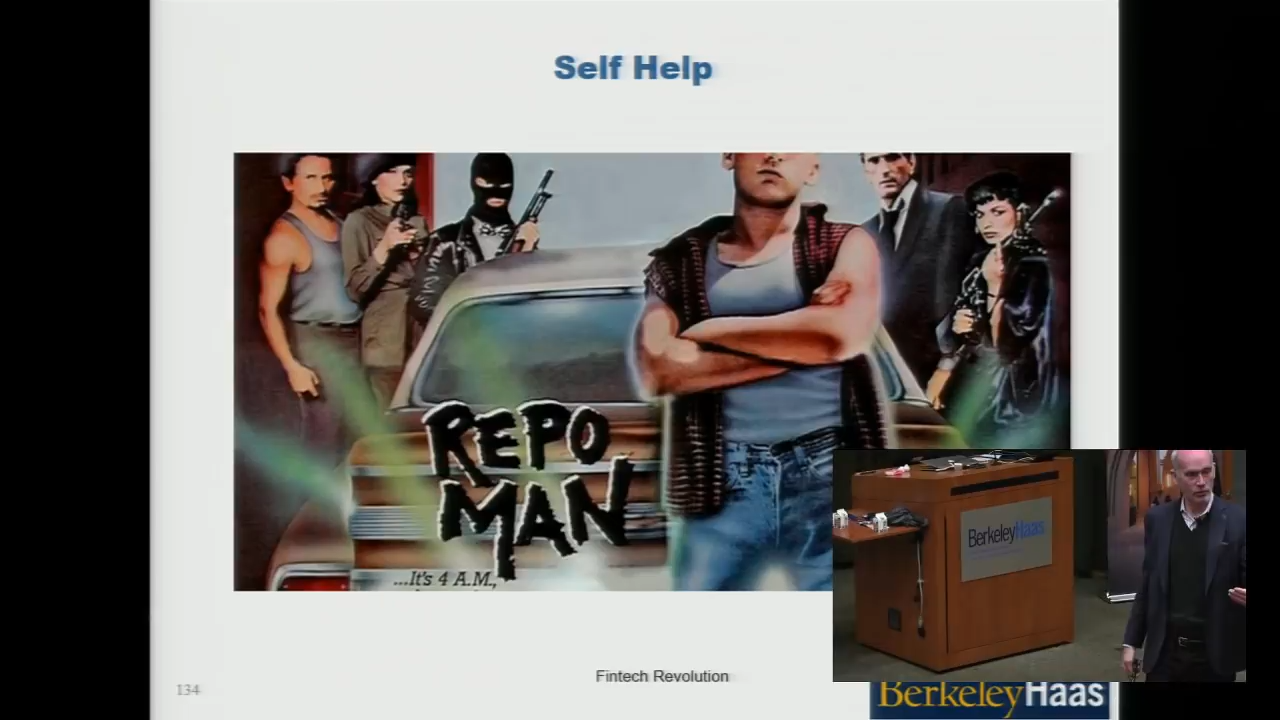 Self Help
REPO
MAN
...It's 4 A.M.,
BerkeleyHaas
Fintech Revolution
134
BerkeleyHaas